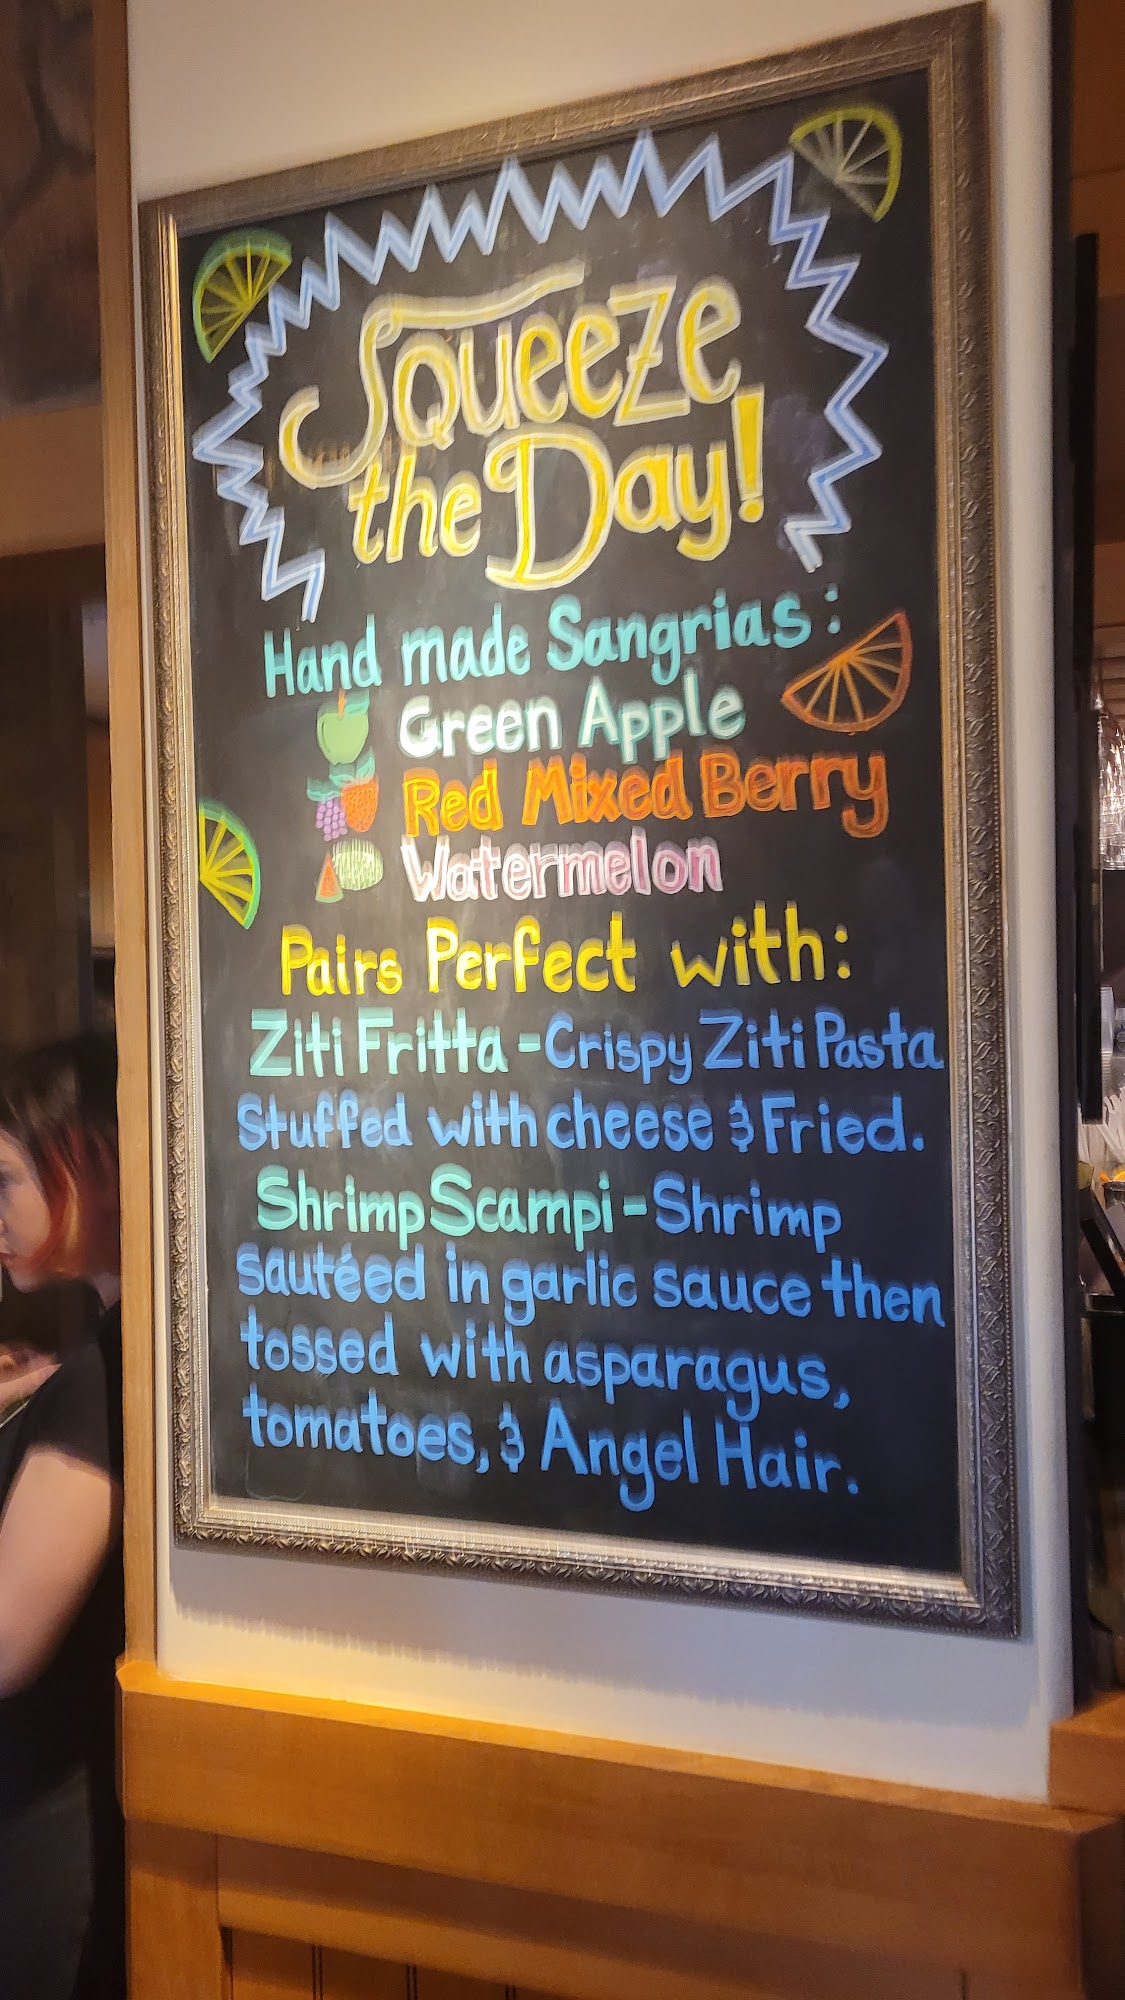 Squeeze
the Day!
Hand made Sangrias:
Green Apple
Red Mixed Berry
Watermelon
Pairs Perfect with:
Ziti Fritta - Crispy Ziti Pasta
Stuffed with cheese & Fried.
Shrimp Scampi - Shrimp
sautéed in garlic sauce then
tossed with asparagus,
tomatoes, & Angel Hair.